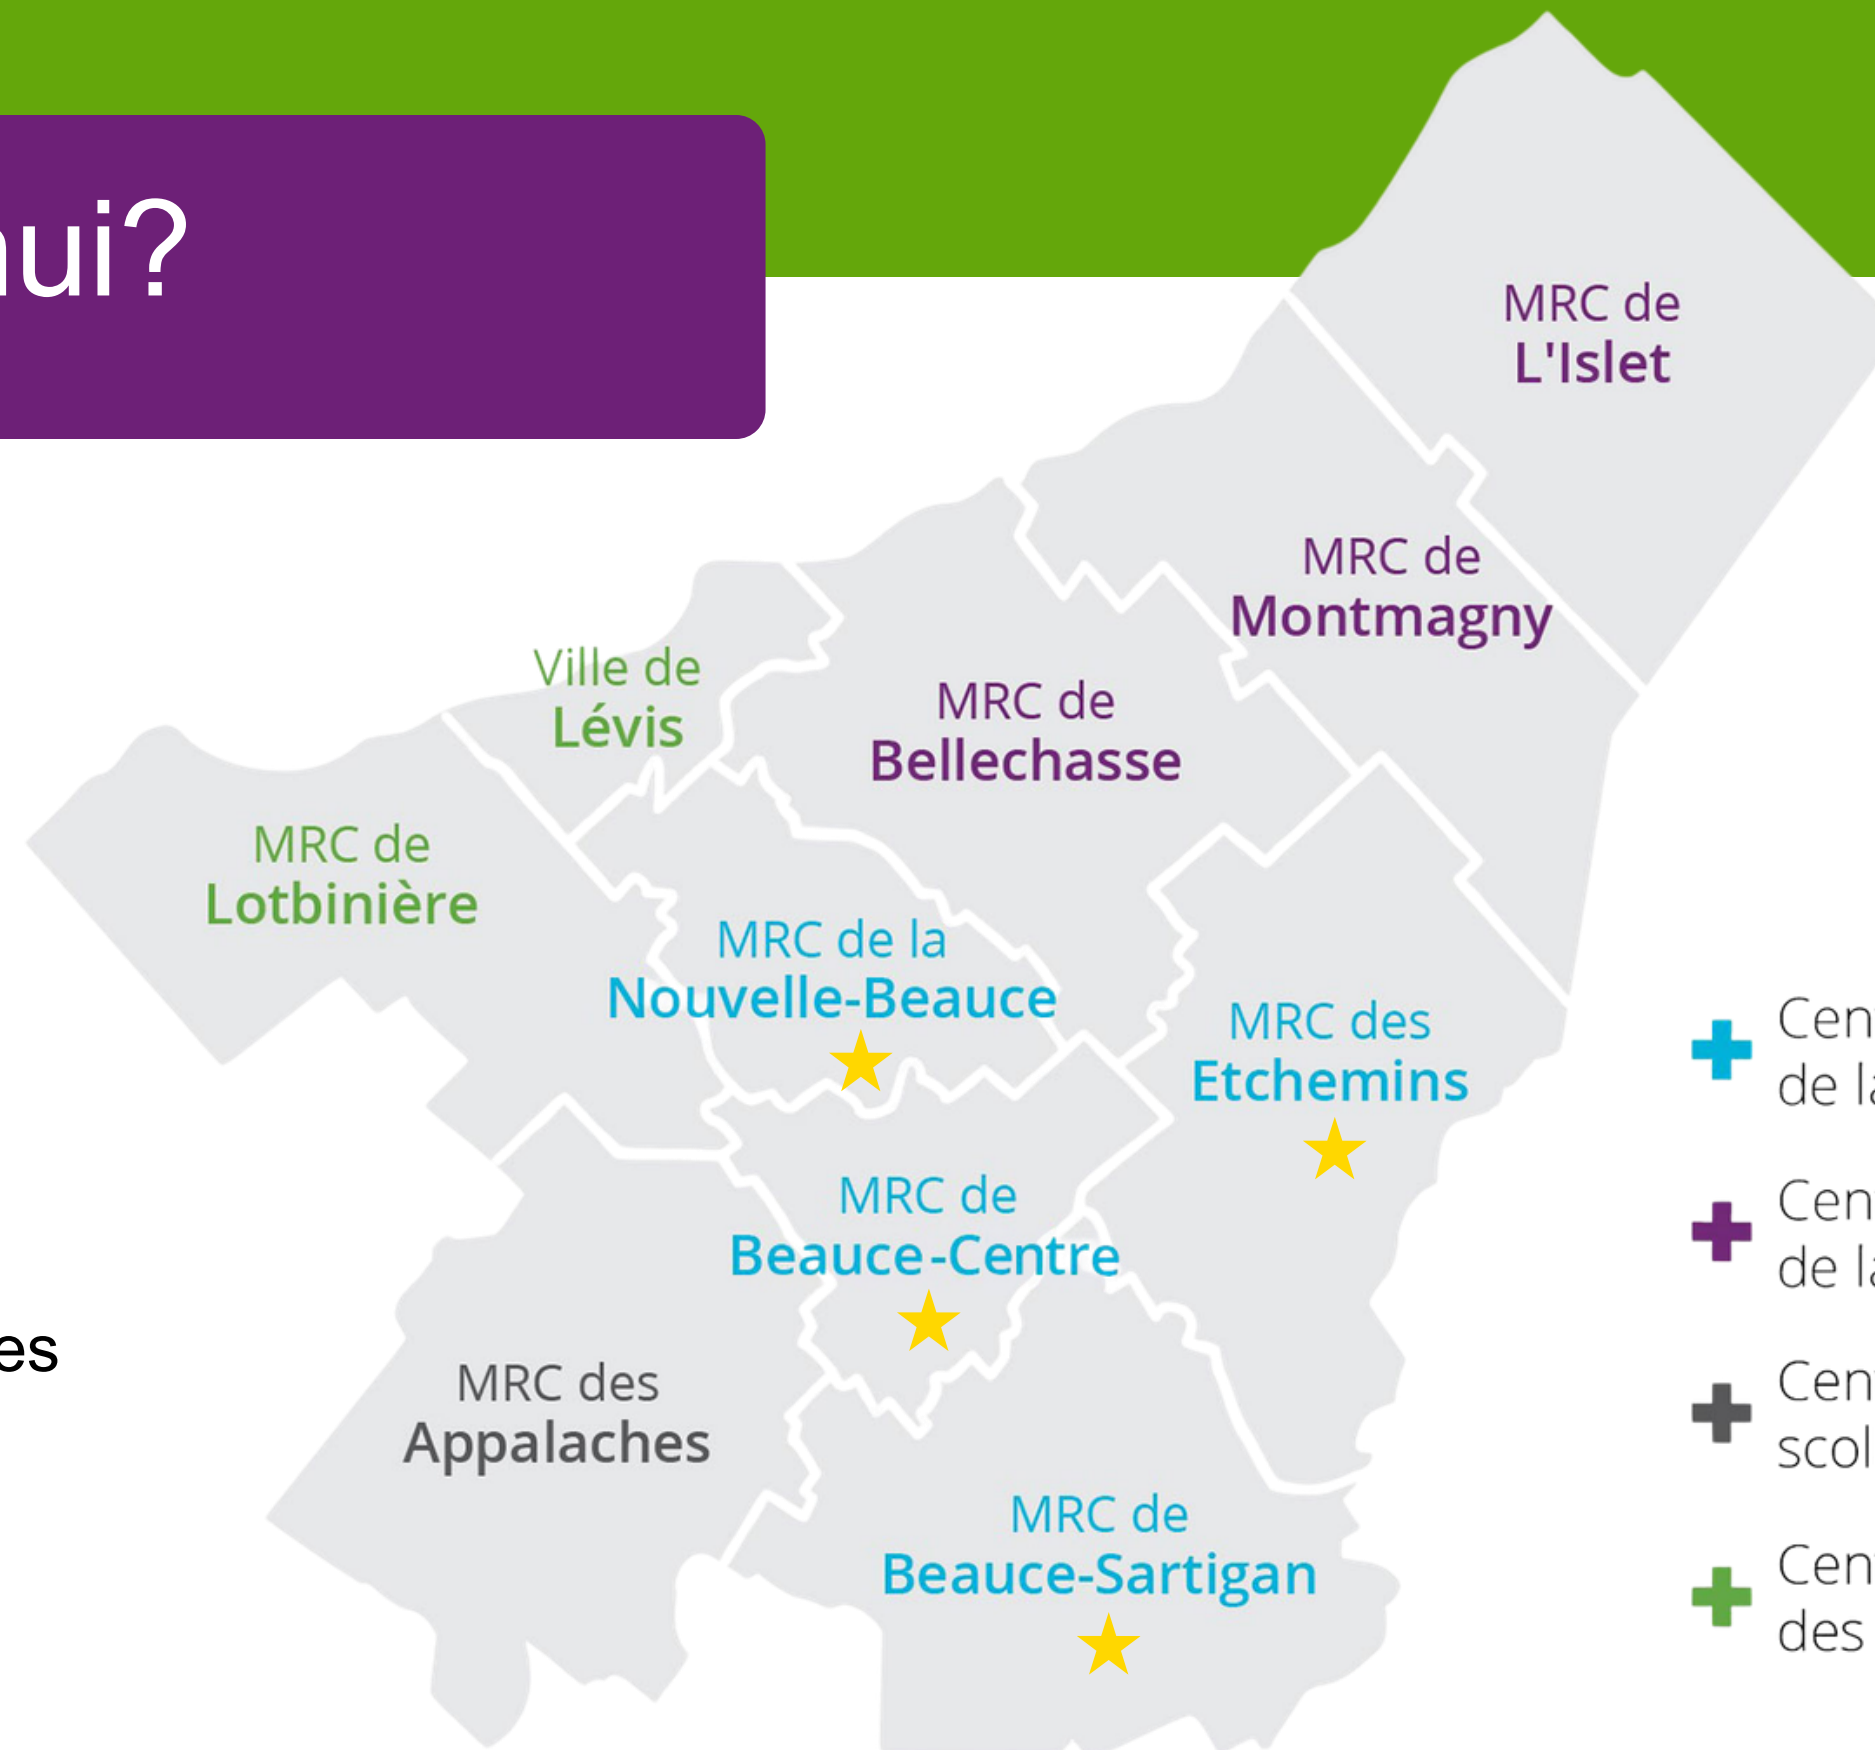 nui?
MRC de
L'Islet
MRC de
Montmagny
Ville de
Lévis
MRC de
Bellechasse
MRC de
Lotbinière
MRC de la
Nouvelle-Beauce
MRC des
Etchemins
MRC de
Beauce-Centre
MRC des
Appalaches
MRC de
Beauce-Sartigan
es
Cen
de la
Cen
de la
Cen
scol
Cen
des